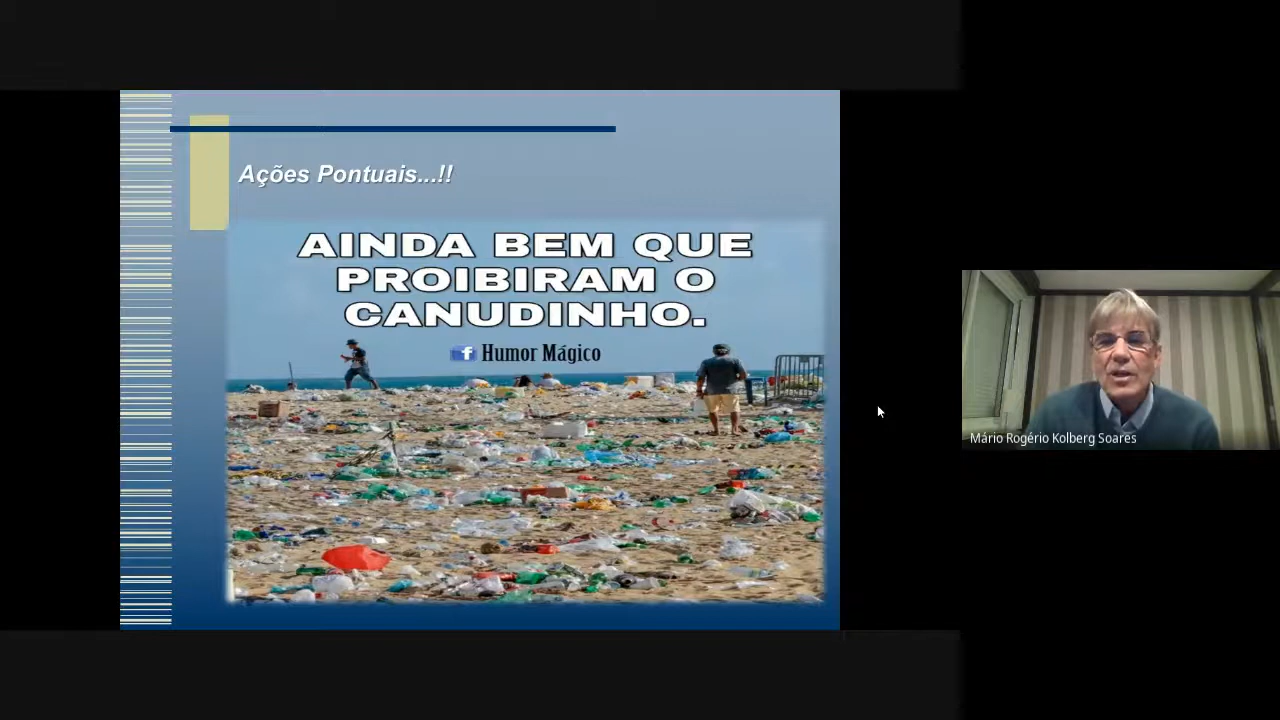 Ações Pontuais...!!
AINDA BEM QUE
PROIBIRAM O
CANUDINHO.
f Humor Mágico
Mário Rogério Kolberg Soares